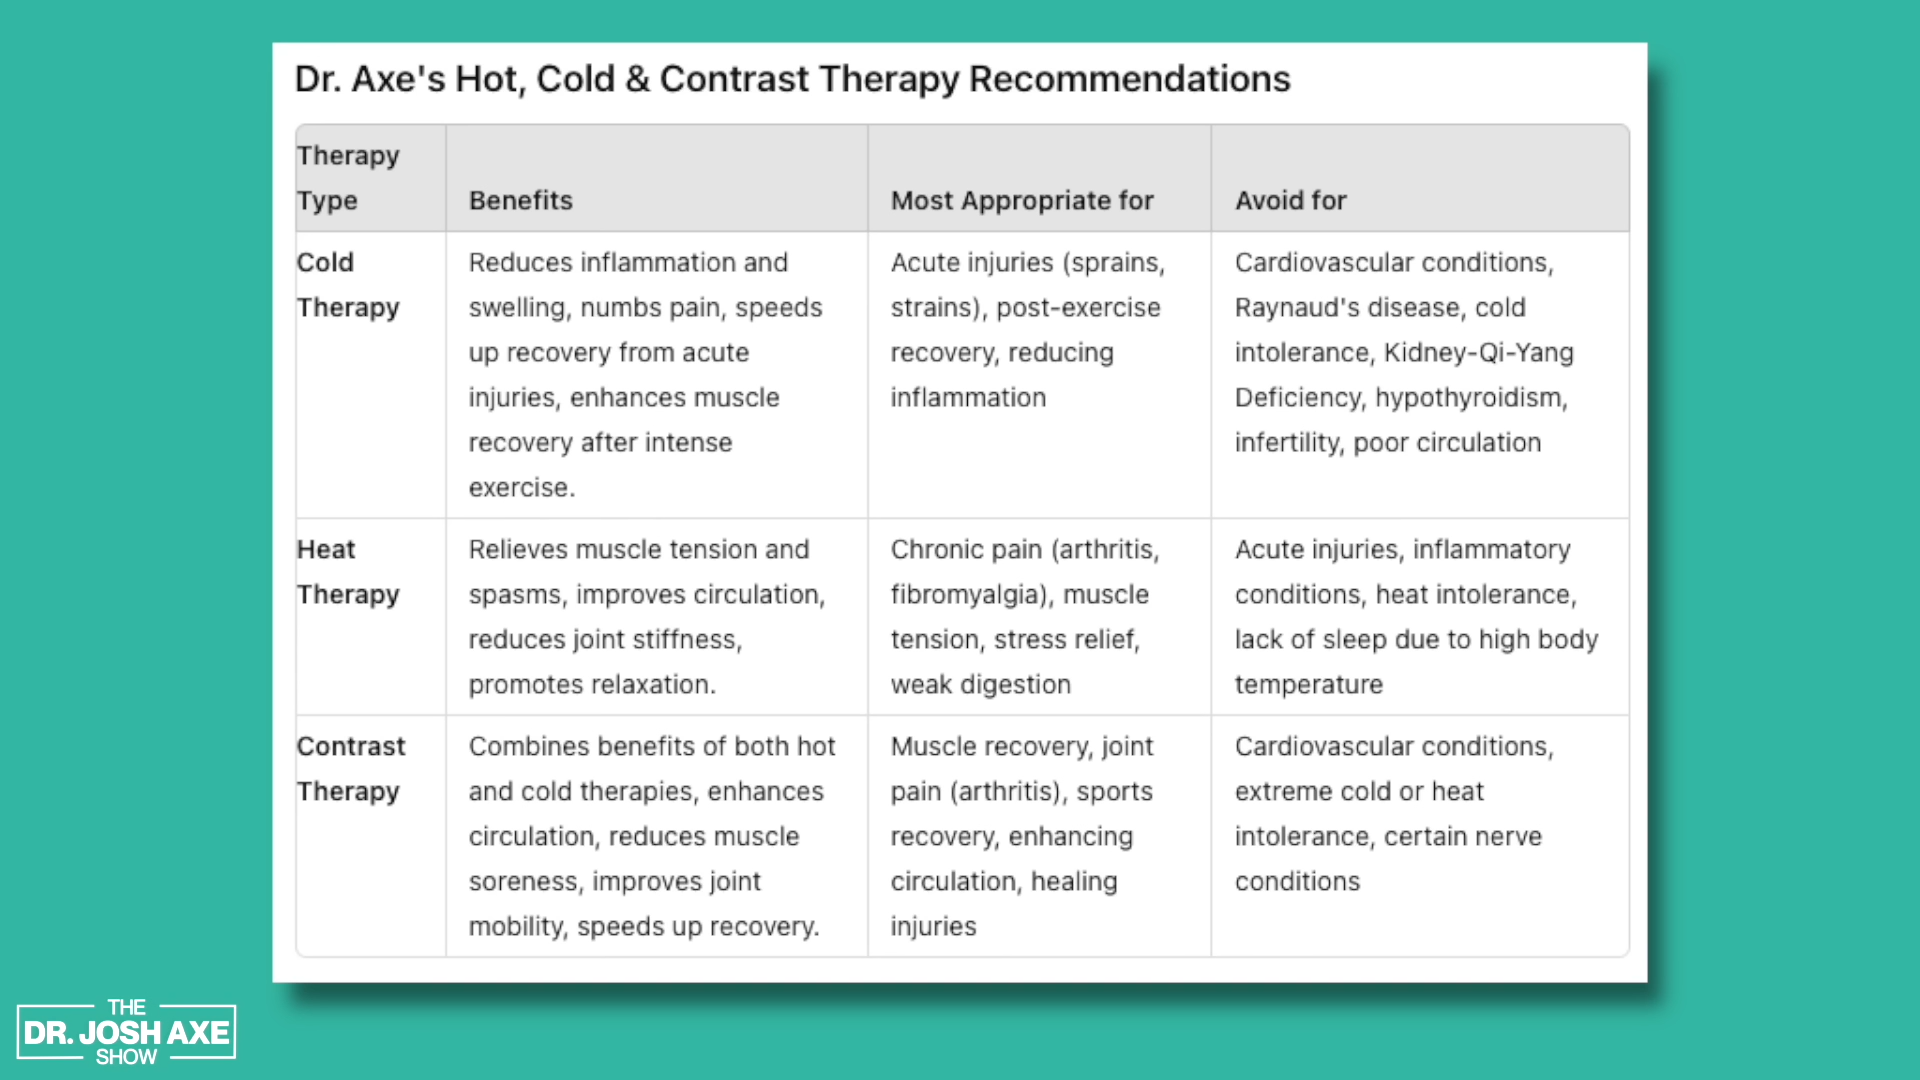 Dr. Axe's Hot, Cold & Contrast Therapy Recommendations
Therapy
Type
Benefits
Most Appropriate for
Avoid for
Cold
Therapy
Reduces inflammation and
swelling, numbs pain, speeds
up recovery from acute
injuries, enhances muscle
recovery after intense
exercise.
Acute injuries (sprains,
strains), post-exercise
recovery, reducing
inflammation
Cardiovascular conditions,
Raynaud's disease, cold
intolerance, Kidney-Qi-Yang
Deficiency, hypothyroidism,
infertility, poor circulation
Heat
Therapy
Relieves muscle tension and
spasms, improves circulation,
reduces joint stiffness,
promotes relaxation.
Chronic pain (arthritis,
fibromyalgia), muscle
tension, stress relief,
weak digestion
Acute injuries, inflammatory
conditions, heat intolerance,
lack of sleep due to high body
temperature
Contrast
Therapy
Combines benefits of both hot
and cold therapies, enhances
circulation, reduces muscle
soreness, improves joint
mobility, speeds up recovery.
Muscle recovery, joint
pain (arthritis), sports
recovery, enhancing
circulation, healing
injuries
Cardiovascular conditions,
extreme cold or heat
intolerance, certain nerve
conditions
THE
DR. JOSH AXE
SHOW